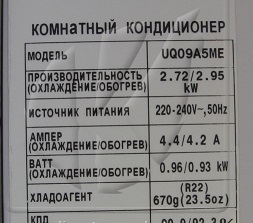 КОМНАТНЫЙ КОНДИЦИОНЕР
МОДЕЛЬ UQ09A5ME
ПРОИЗВОДИТЕЛЬНОСТЬ (ОХЛАЖДЕНИЕ/ОБОГРЕВ) 2.72/2.95 kW
ИСТОЧНИК ПИТАНИЯ 220-240V~,50Hz
АМПЕР (ОХЛАЖДЕНИЕ/ОБОГРЕВ) 4.4/4.2 A
ВАТТ (ОХЛАЖДЕНИЕ/ОБОГРЕВ) 0.96/0.93 kW
ХЛАДОАГЕНТ (R22) 670g(23.5oz)
КПД